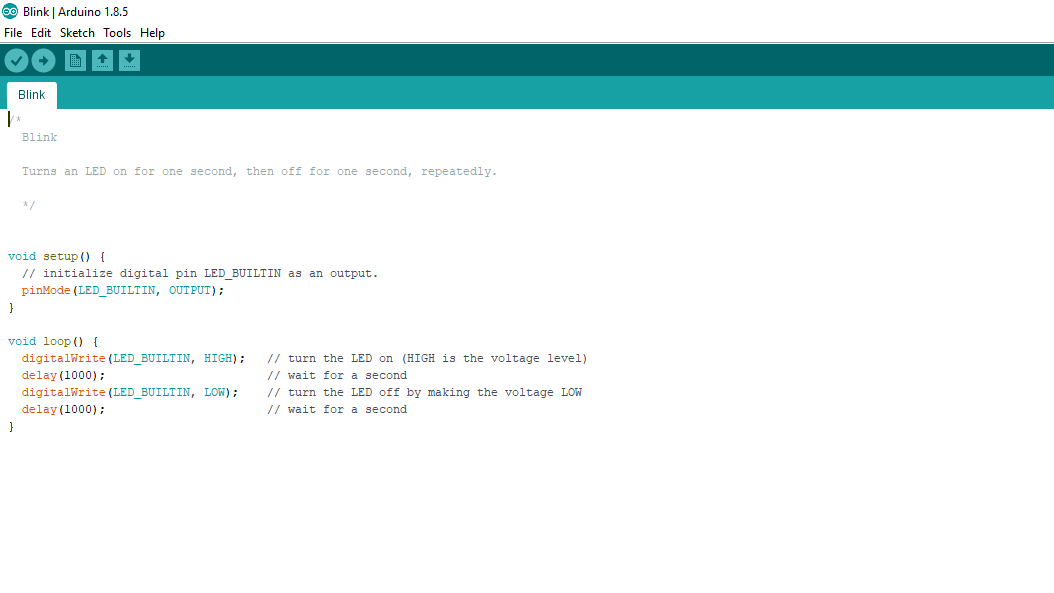 Blink | Arduino 1.8.5
File Edit Sketch Tools Help
Blink
/*
  Blink
  Turns an LED on for one second, then off for one second, repeatedly.
  */
void setup() {
  // initialize digital pin LED_BUILTIN as an output.
  pinMode(LED_BUILTIN, OUTPUT);
}
void loop() {
  digitalWrite(LED_BUILTIN, HIGH);   // turn the LED on (HIGH is the voltage level)
  delay(1000);                       // wait for a second
  digitalWrite(LED_BUILTIN, LOW);    // turn the LED off by making the voltage LOW
  delay(1000);                       // wait for a second
}